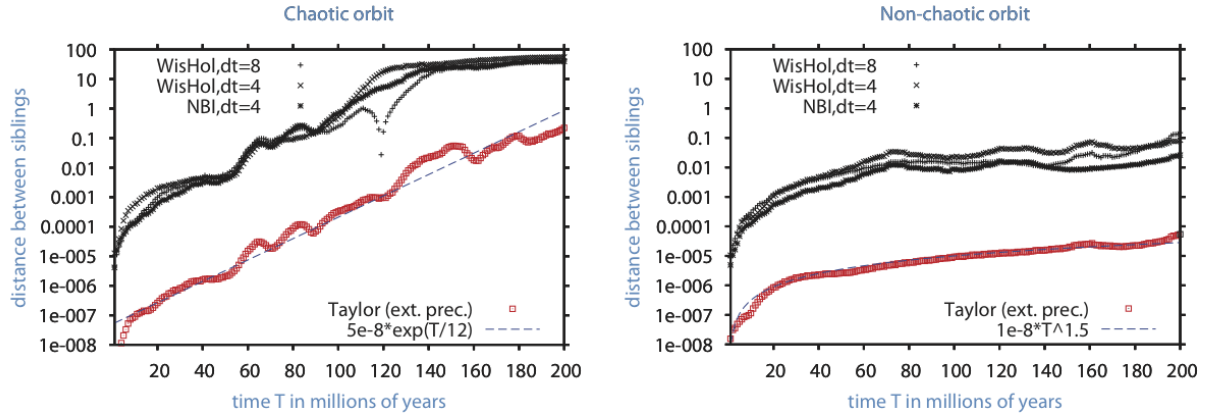 Chaotic orbit
distance between siblings
100
10
1
0.1
0.01
0.001
0.0001
1e-005
1e-006
1e-007
1e-008
WisHol,dt=8
WisHol,dt=4
NBI,dt=4
Taylor (ext. prec.)
5e-8*exp(T/12)
20 40 60 80 100 120 140 160 180 200
time T in millions of years
Non-chaotic orbit
distance between siblings
100
10
1
0.1
0.01
0.001
0.0001
1e-005
1e-006
1e-007
1e-008
WisHol,dt=8
WisHol,dt=4
NBI,dt=4
Taylor (ext. prec.)
1e-8*T^1.5
20 40 60 80 100 120 140 160 180 200
time T in millions of years